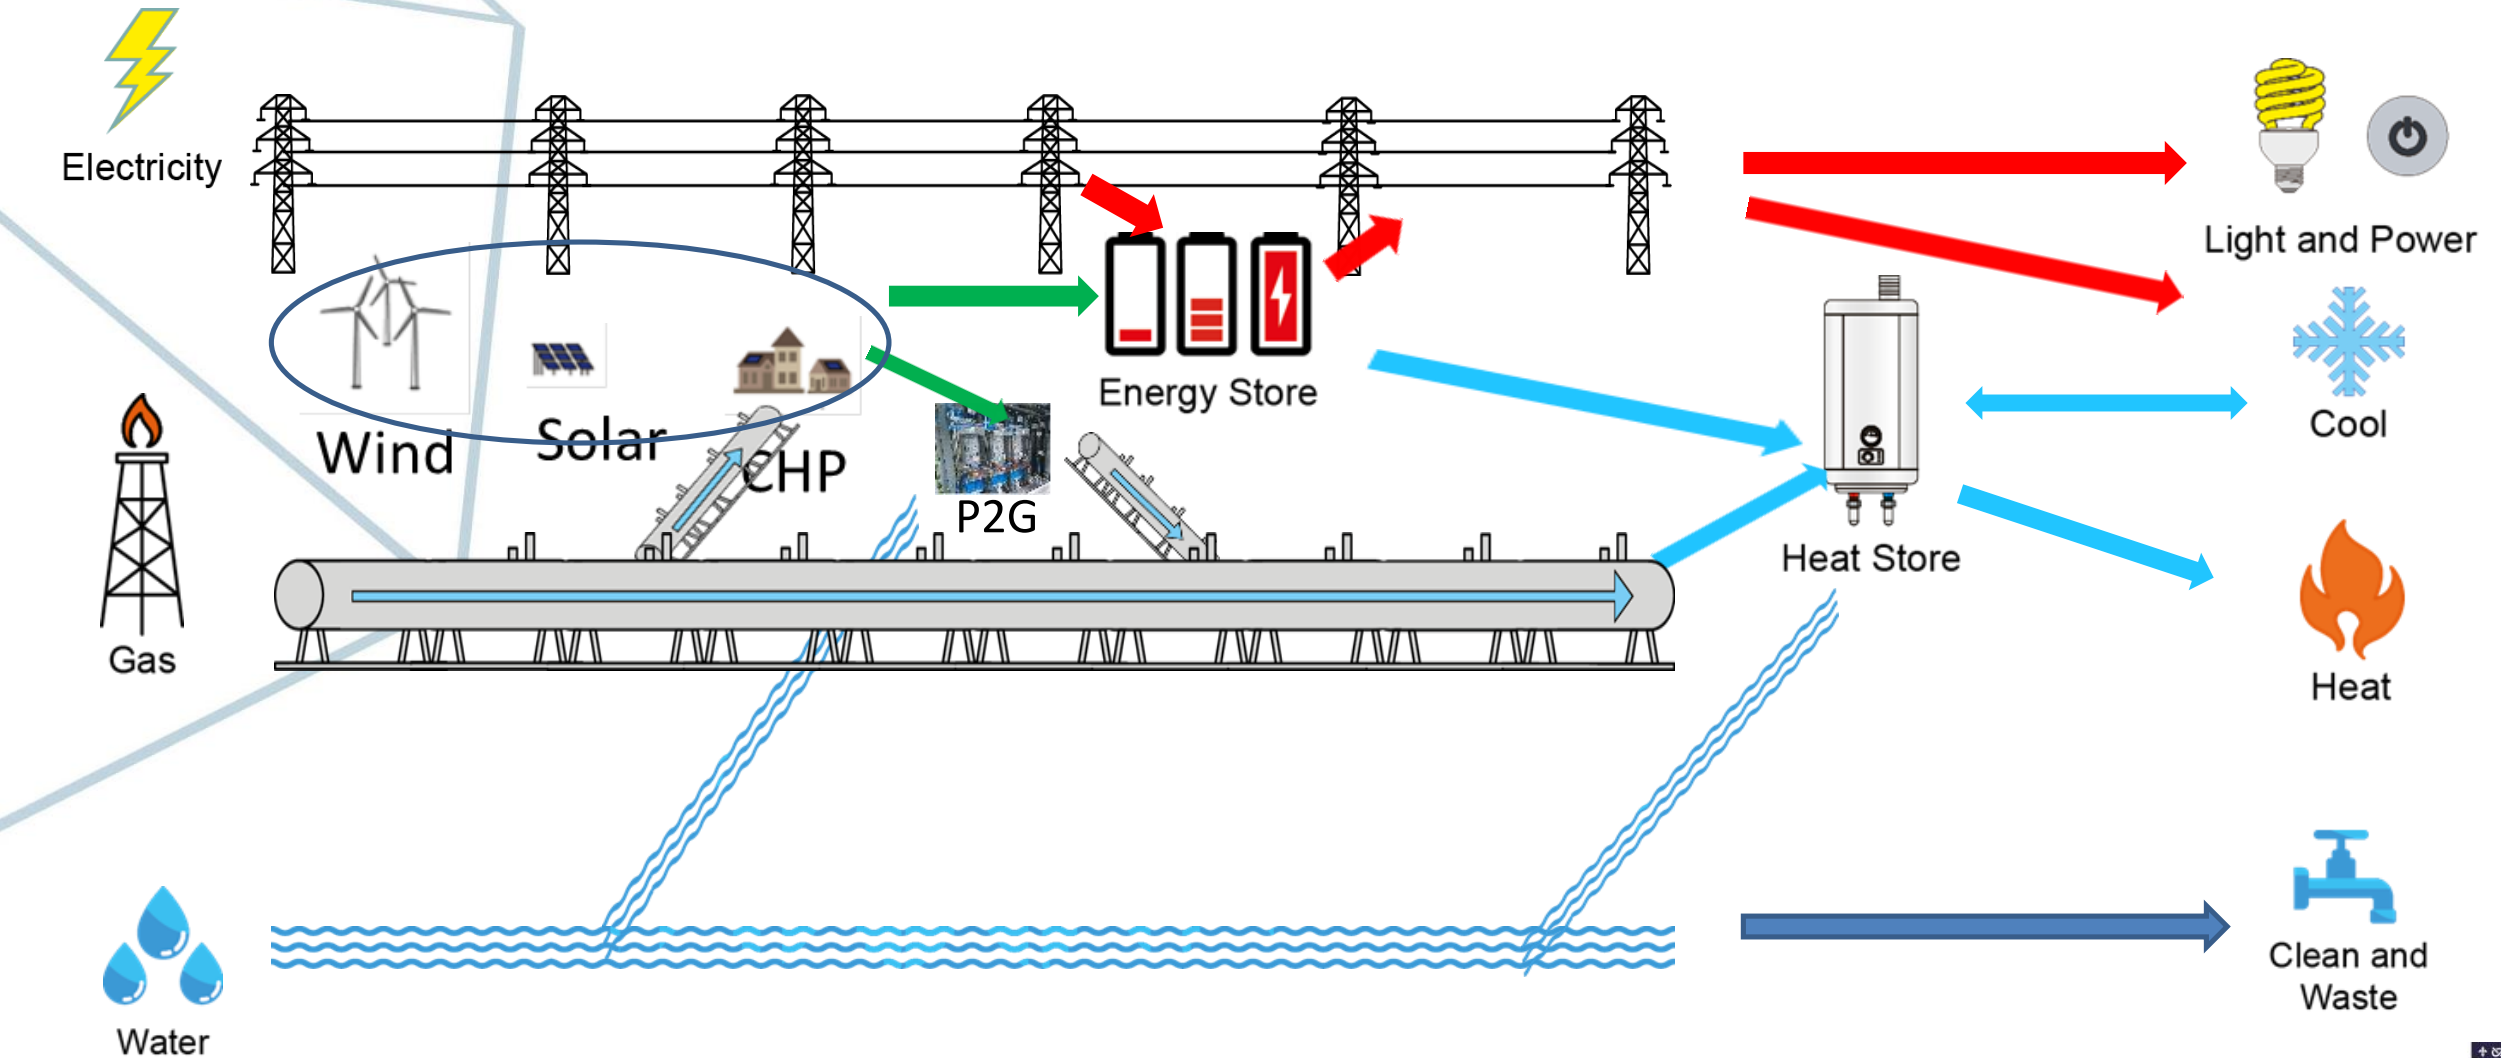 Electricity
Light and Power
Energy Store
Cool
Wind
Solar
CHP
P2G
Heat Store
Gas
Heat
Clean and
Waste
Water